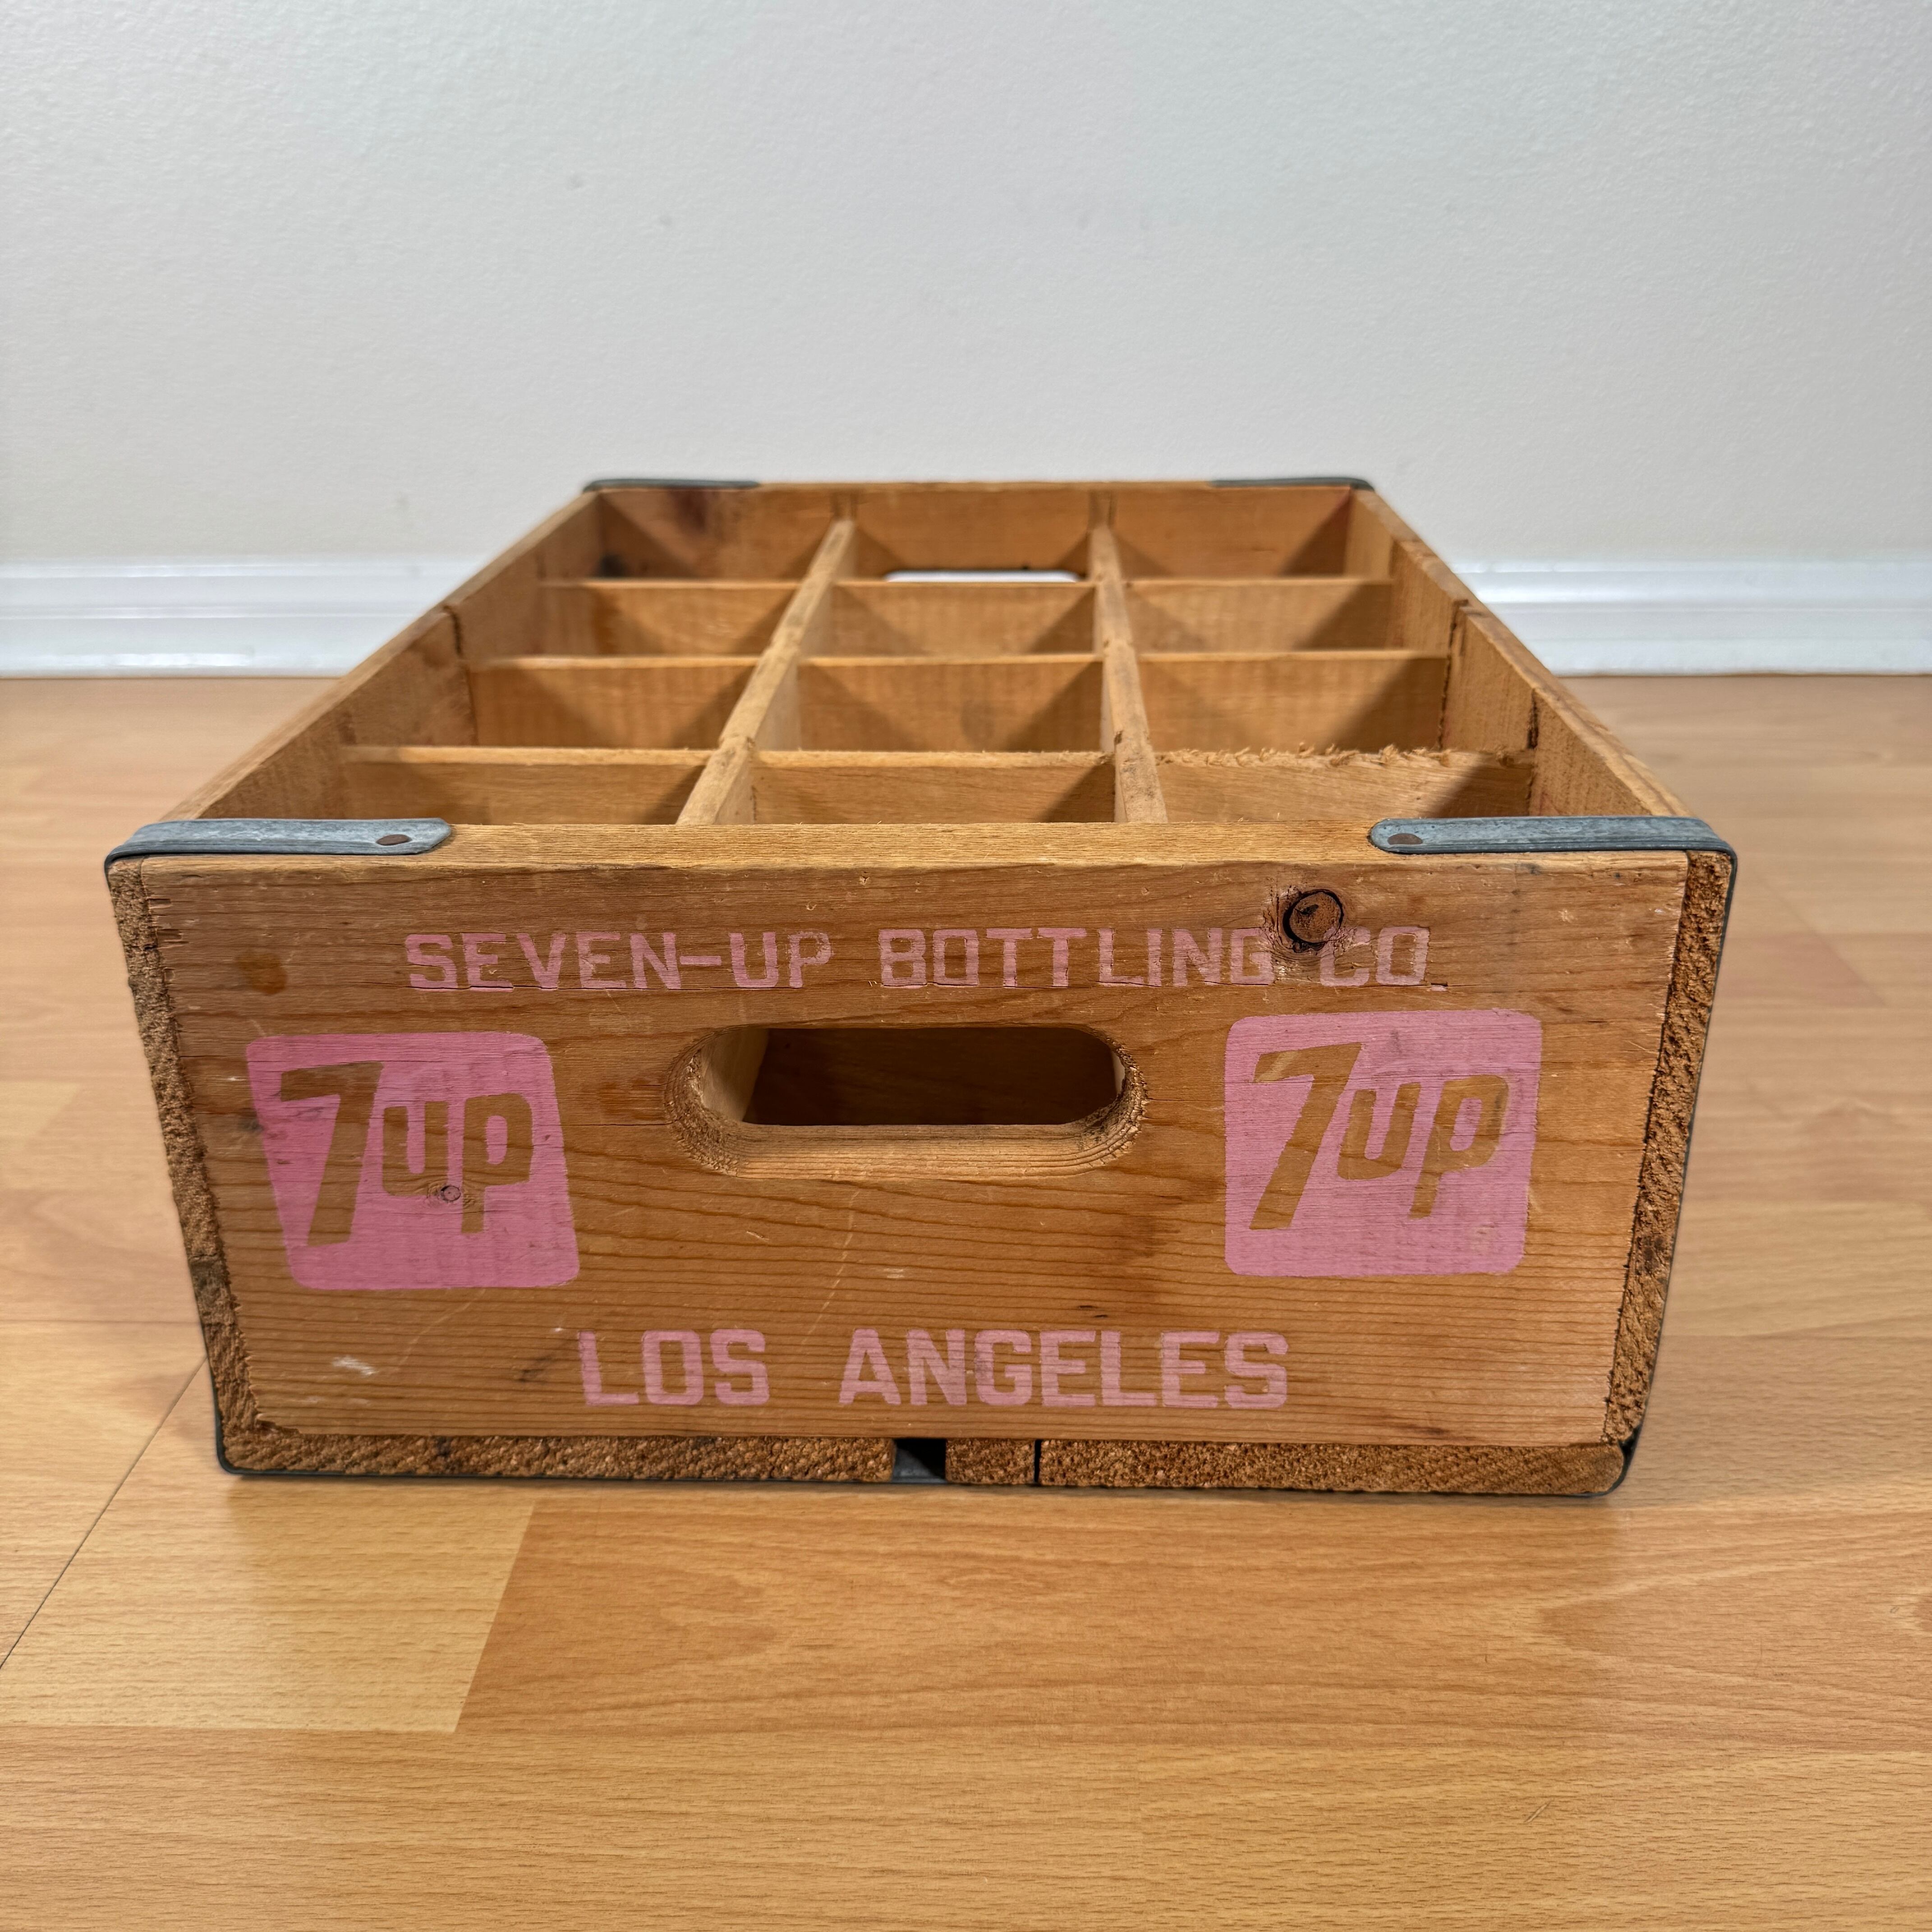 SEVEN-UP BOTTLING CO.
7up 7up
LOS ANGELES